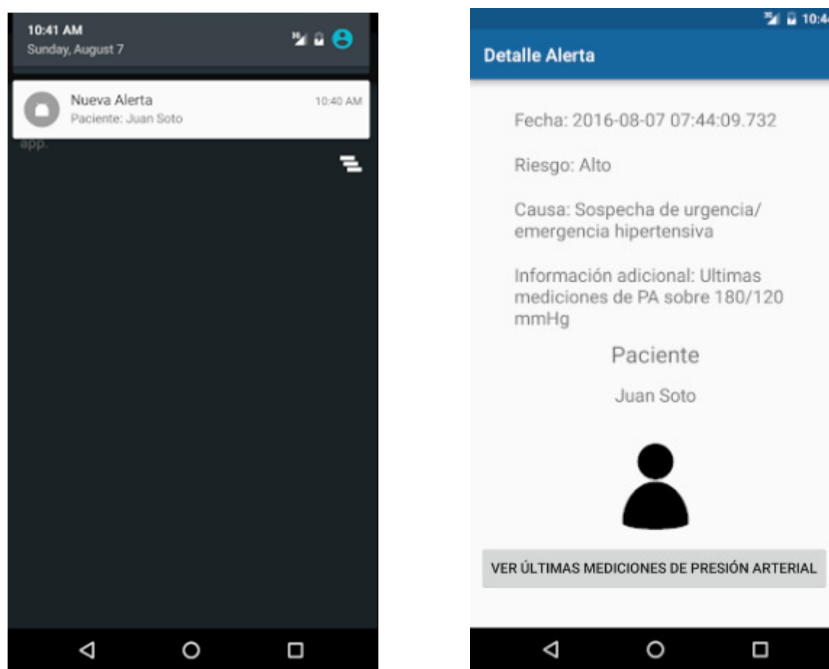 10:41 AM
Sunday, August 7
Nueva Alerta
10:40 AM
Paciente: Juan Soto
app.
10:44
Detalle Alerta
Fecha: 2016-08-07 07:44:09.732
Riesgo: Alto
Causa: Sospecha de urgencia/
emergencia hipertensiva
Información adicional: Ultimas
mediciones de PA sobre 180/120
mmHg
Paciente
Juan Soto
VER ÚLTIMAS MEDICIONES DE PRESIÓN ARTERIAL